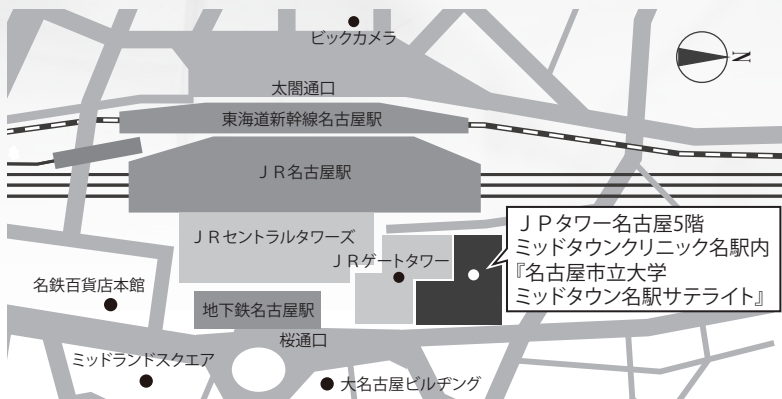 ビックカメラ
N
太閤通口
東海道新幹線名古屋駅
ＪＲ名古屋駅
ＪＲセントラルタワーズ
ＪＲゲートタワー
ＪＰタワー名古屋5階
ミッドタウンクリニック名駅内
『名古屋市立大学
ミッドタウン名駅サテライト』
名鉄百貨店本館
地下鉄名古屋駅
桜通口
ミッドランドスクエア
大名古屋ビルヂング